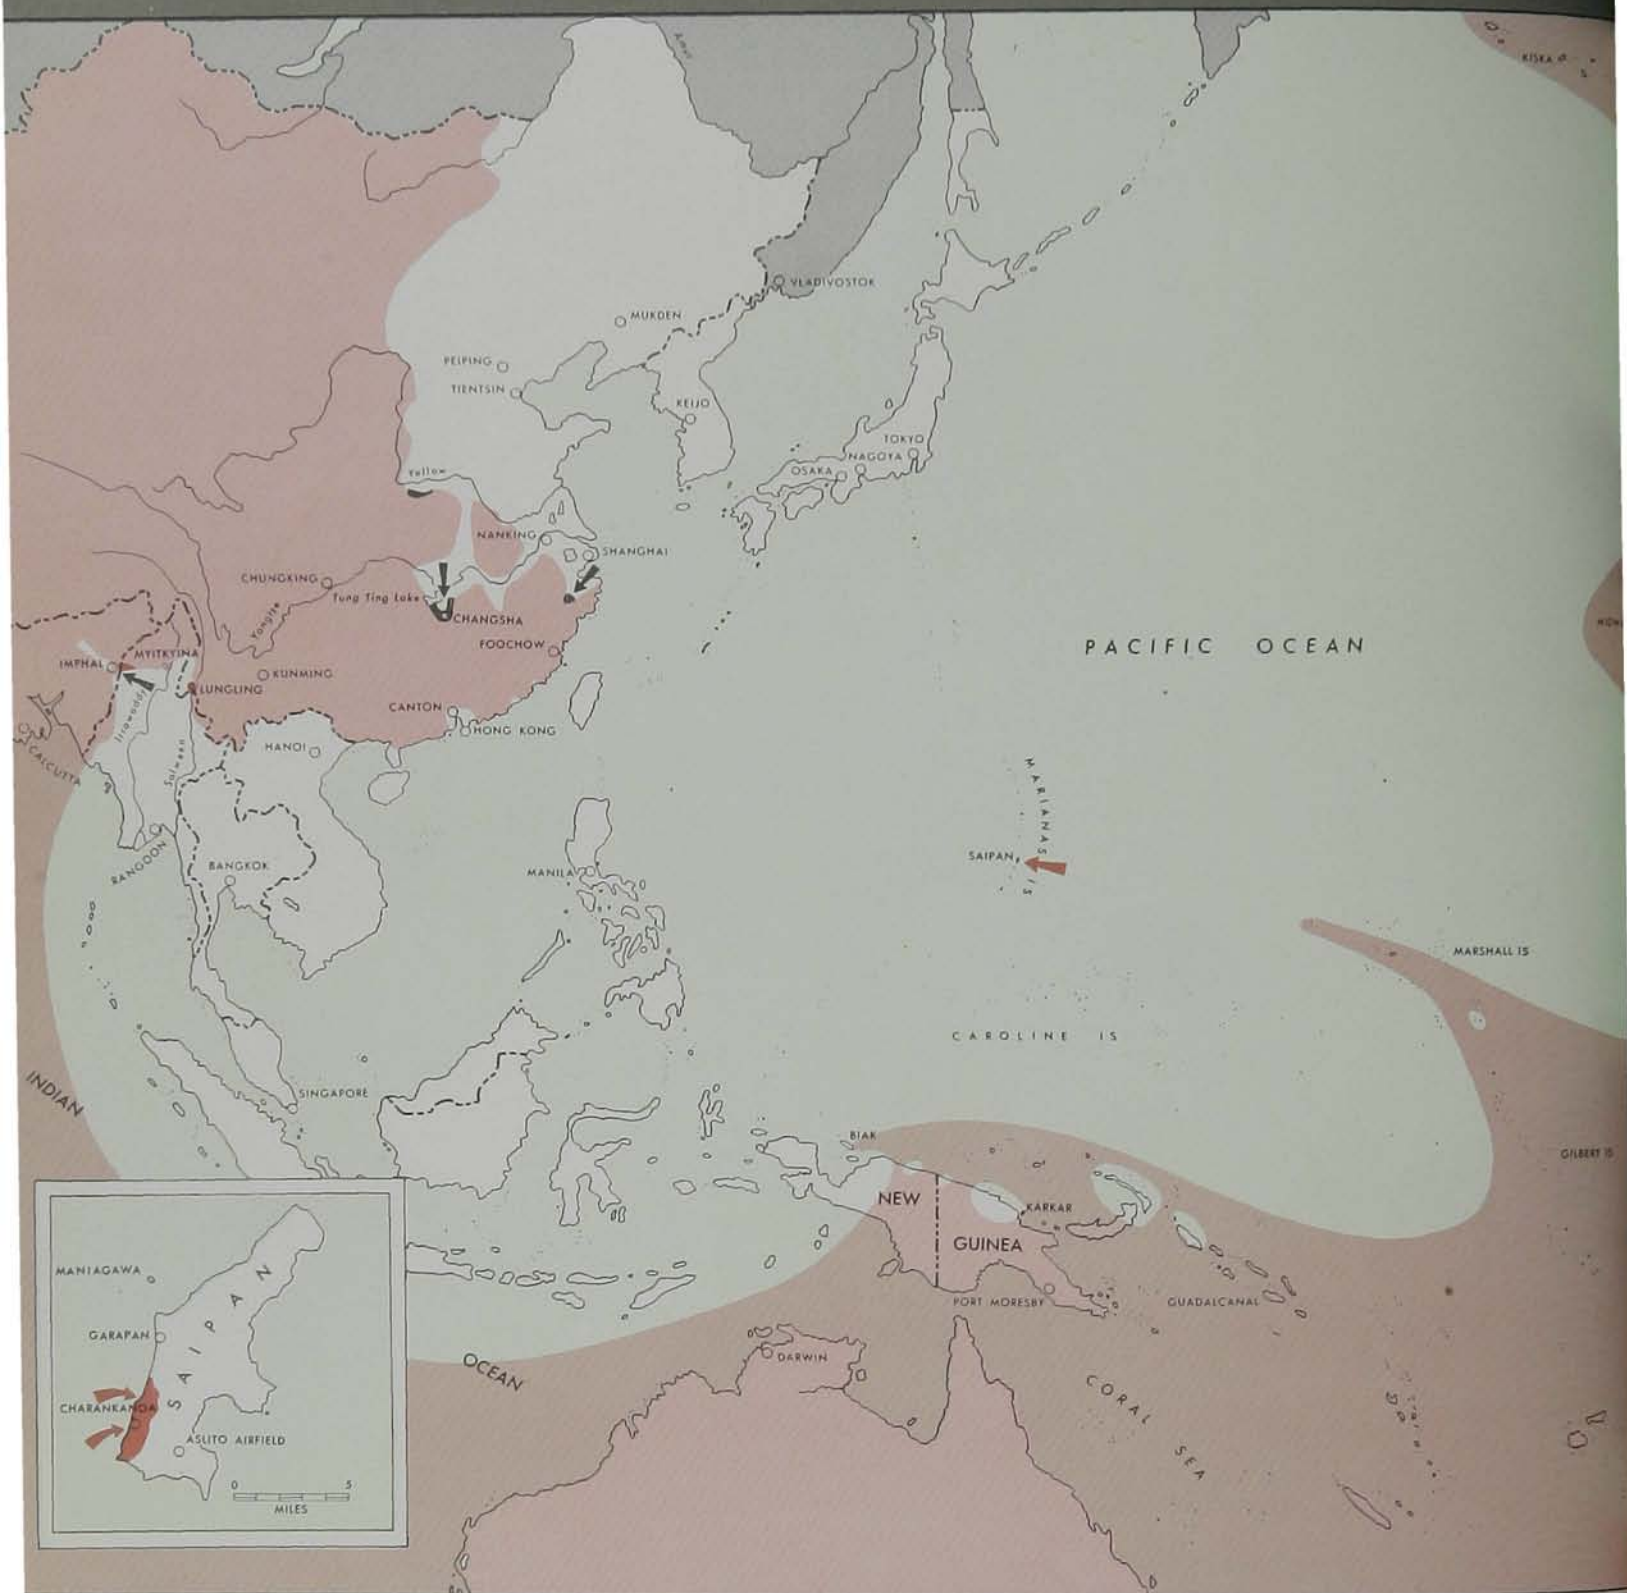 Amur
KISKA
VLADIVOSTOK
MUKDEN
PEIPING
TIENTSIN
KEIJO
TOKYO
NAGOYA
OSAKA
Yellow
NANKING
SHANGHAI
CHUNGKING
Tung Ting Lake
CHANGSHA
Yangtze
FOOCHOW
PACIFIC OCEAN
IMPHAL
MYITKYINA
KUNMING
LUNGLING
Irrawaddy
CANTON
HONG KONG
HANOI
Salween
CALCUTTA
MARIANAS IS
RANGOON
BANGKOK
MANILA
SAIPAN
MARSHALL IS
CAROLINE IS
INDIAN
SINGAPORE
BIAK
GILBERT IS
NEW
KARKAR
GUINEA
PORT MORESBY
GUADALCANAL
OCEAN
DARWIN
CORAL SEA
MANIAGAWA
SAIPAN
GARAPAN
CHARANKANOA
ASLITO AIRFIELD
0 5
MILES